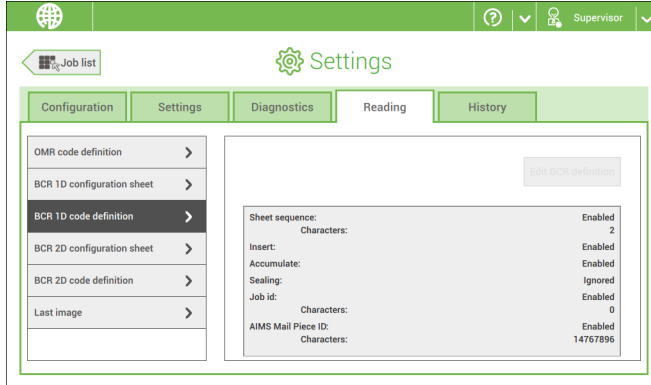 Supervisor
Job list
Settings
Configuration
Settings
Diagnostics
Reading
History
OMR code definition
BCR 1D configuration sheet
BCR 1D code definition
BCR 2D configuration sheet
BCR 2D code definition
Last image
Edit BCR definition
Sheet sequence: Enabled
Characters: 2
Insert: Enabled
Accumulate: Enabled
Sealing: Ignored
Job id: Enabled
Characters: 0
AIMS Mail Piece ID: Enabled
Characters: 14767896